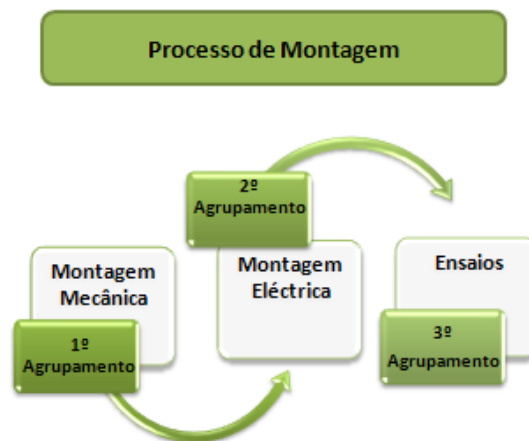 Processo de Montagem
Montagem
Mecânica
1º
Agrupamento
2º
Agrupamento
Montagem
Eléctrica
Ensaios
3º
Agrupamento